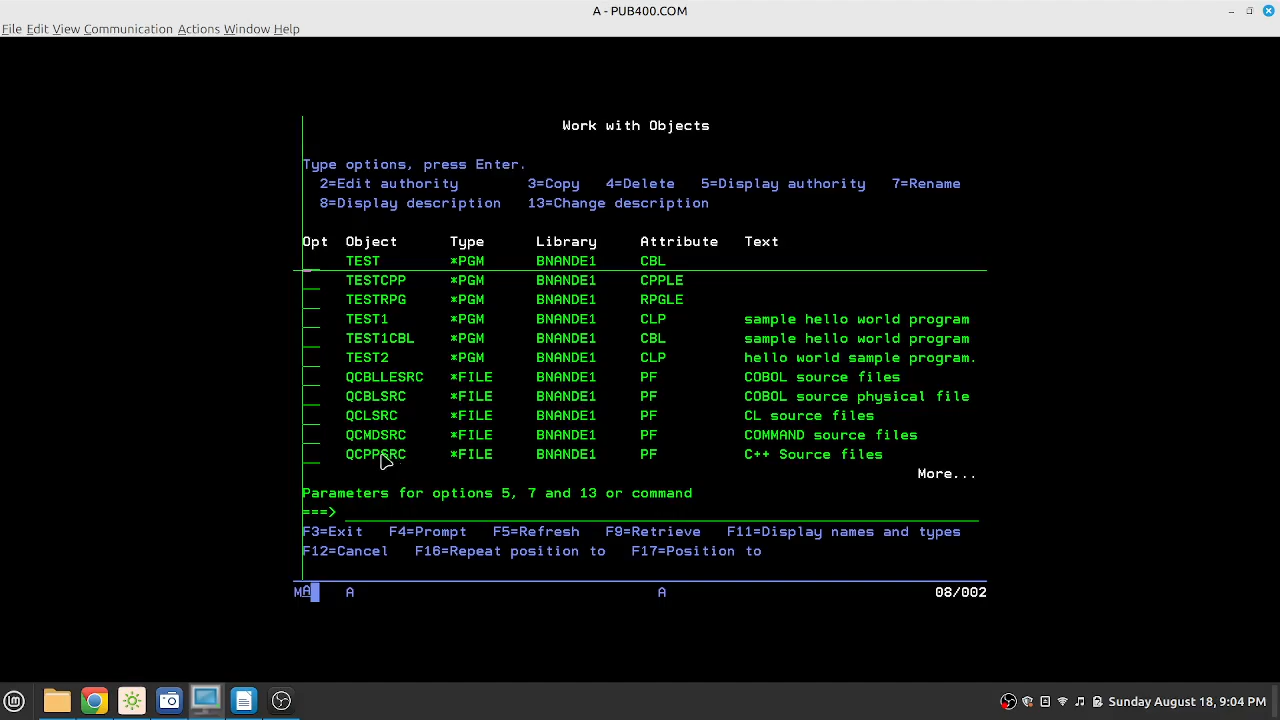 A - PUB400.COM
File Edit View Communication Actions Window Help
Work with Objects
Type options, press Enter.
2=Edit authority 3=Copy 4=Delete 5=Display authority 7=Rename
8=Display description 13=Change description
Opt Object Type Library Attribute Text
TEST *PGM BNANDE1 CBL
TESTCPP *PGM BNANDE1 CPPLE
TESTRPG *PGM BNANDE1 RPGLE
TEST1 *PGM BNANDE1 CLP sample hello world program
TEST1CBL *PGM BNANDE1 CBL sample hello world program
TEST2 *PGM BNANDE1 CLP hello world sample program.
QCBLLESRC *FILE BNANDE1 PF COBOL source files
QCBLSRC *FILE BNANDE1 PF COBOL source physical file
QCLSRC *FILE BNANDE1 PF CL source files
QCMDSRC *FILE BNANDE1 PF COMMAND source files
QCPPSRC *FILE BNANDE1 PF C++ Source files
More...
Parameters for options 5, 7 and 13 or command
===>
F3=Exit F4=Prompt F5=Refresh F9=Retrieve F11=Display names and types
F12=Cancel F16=Repeat position to F17=Position to
MA A A 08/002
Sunday August 18, 9:04 PM